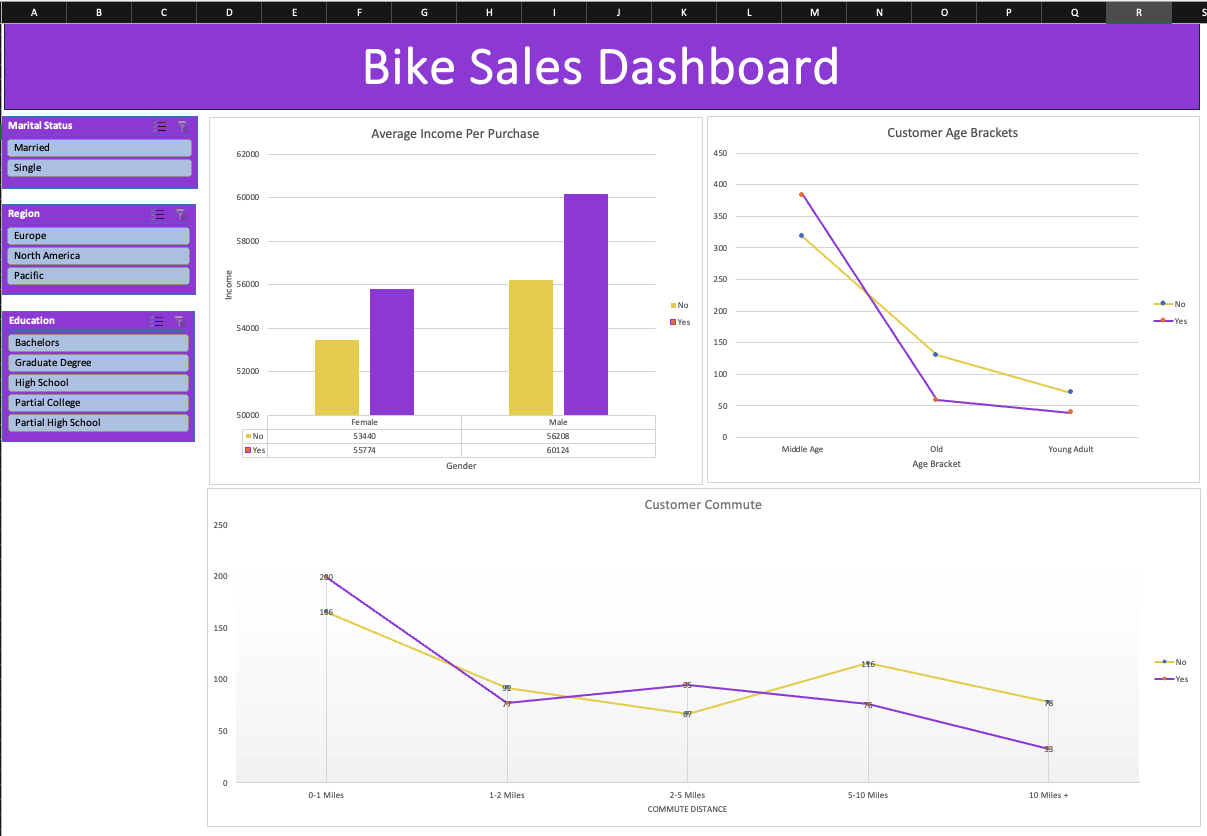 A B C D E F G H I J K L M N O P Q R S
Bike Sales Dashboard
Marital Status
Married
Single
Region
Europe
North America
Pacific
Education
Bachelors
Graduate Degree
High School
Partial College
Partial High School
Average Income Per Purchase
62000
60000
58000
56000
54000
52000
50000
Income
Female Male
No 53440 56208
Yes 55774 60124
Gender
No
Yes
Customer Age Brackets
450
400
350
300
250
200
150
100
50
0
Middle Age Old Young Adult
Age Bracket
No
Yes
Customer Commute
250
200
150
100
50
0
200
166
92
77
95
67
116
76
78
33
0-1 Miles 1-2 Miles 2-5 Miles 5-10 Miles 10 Miles +
COMMUTE DISTANCE
No
Yes